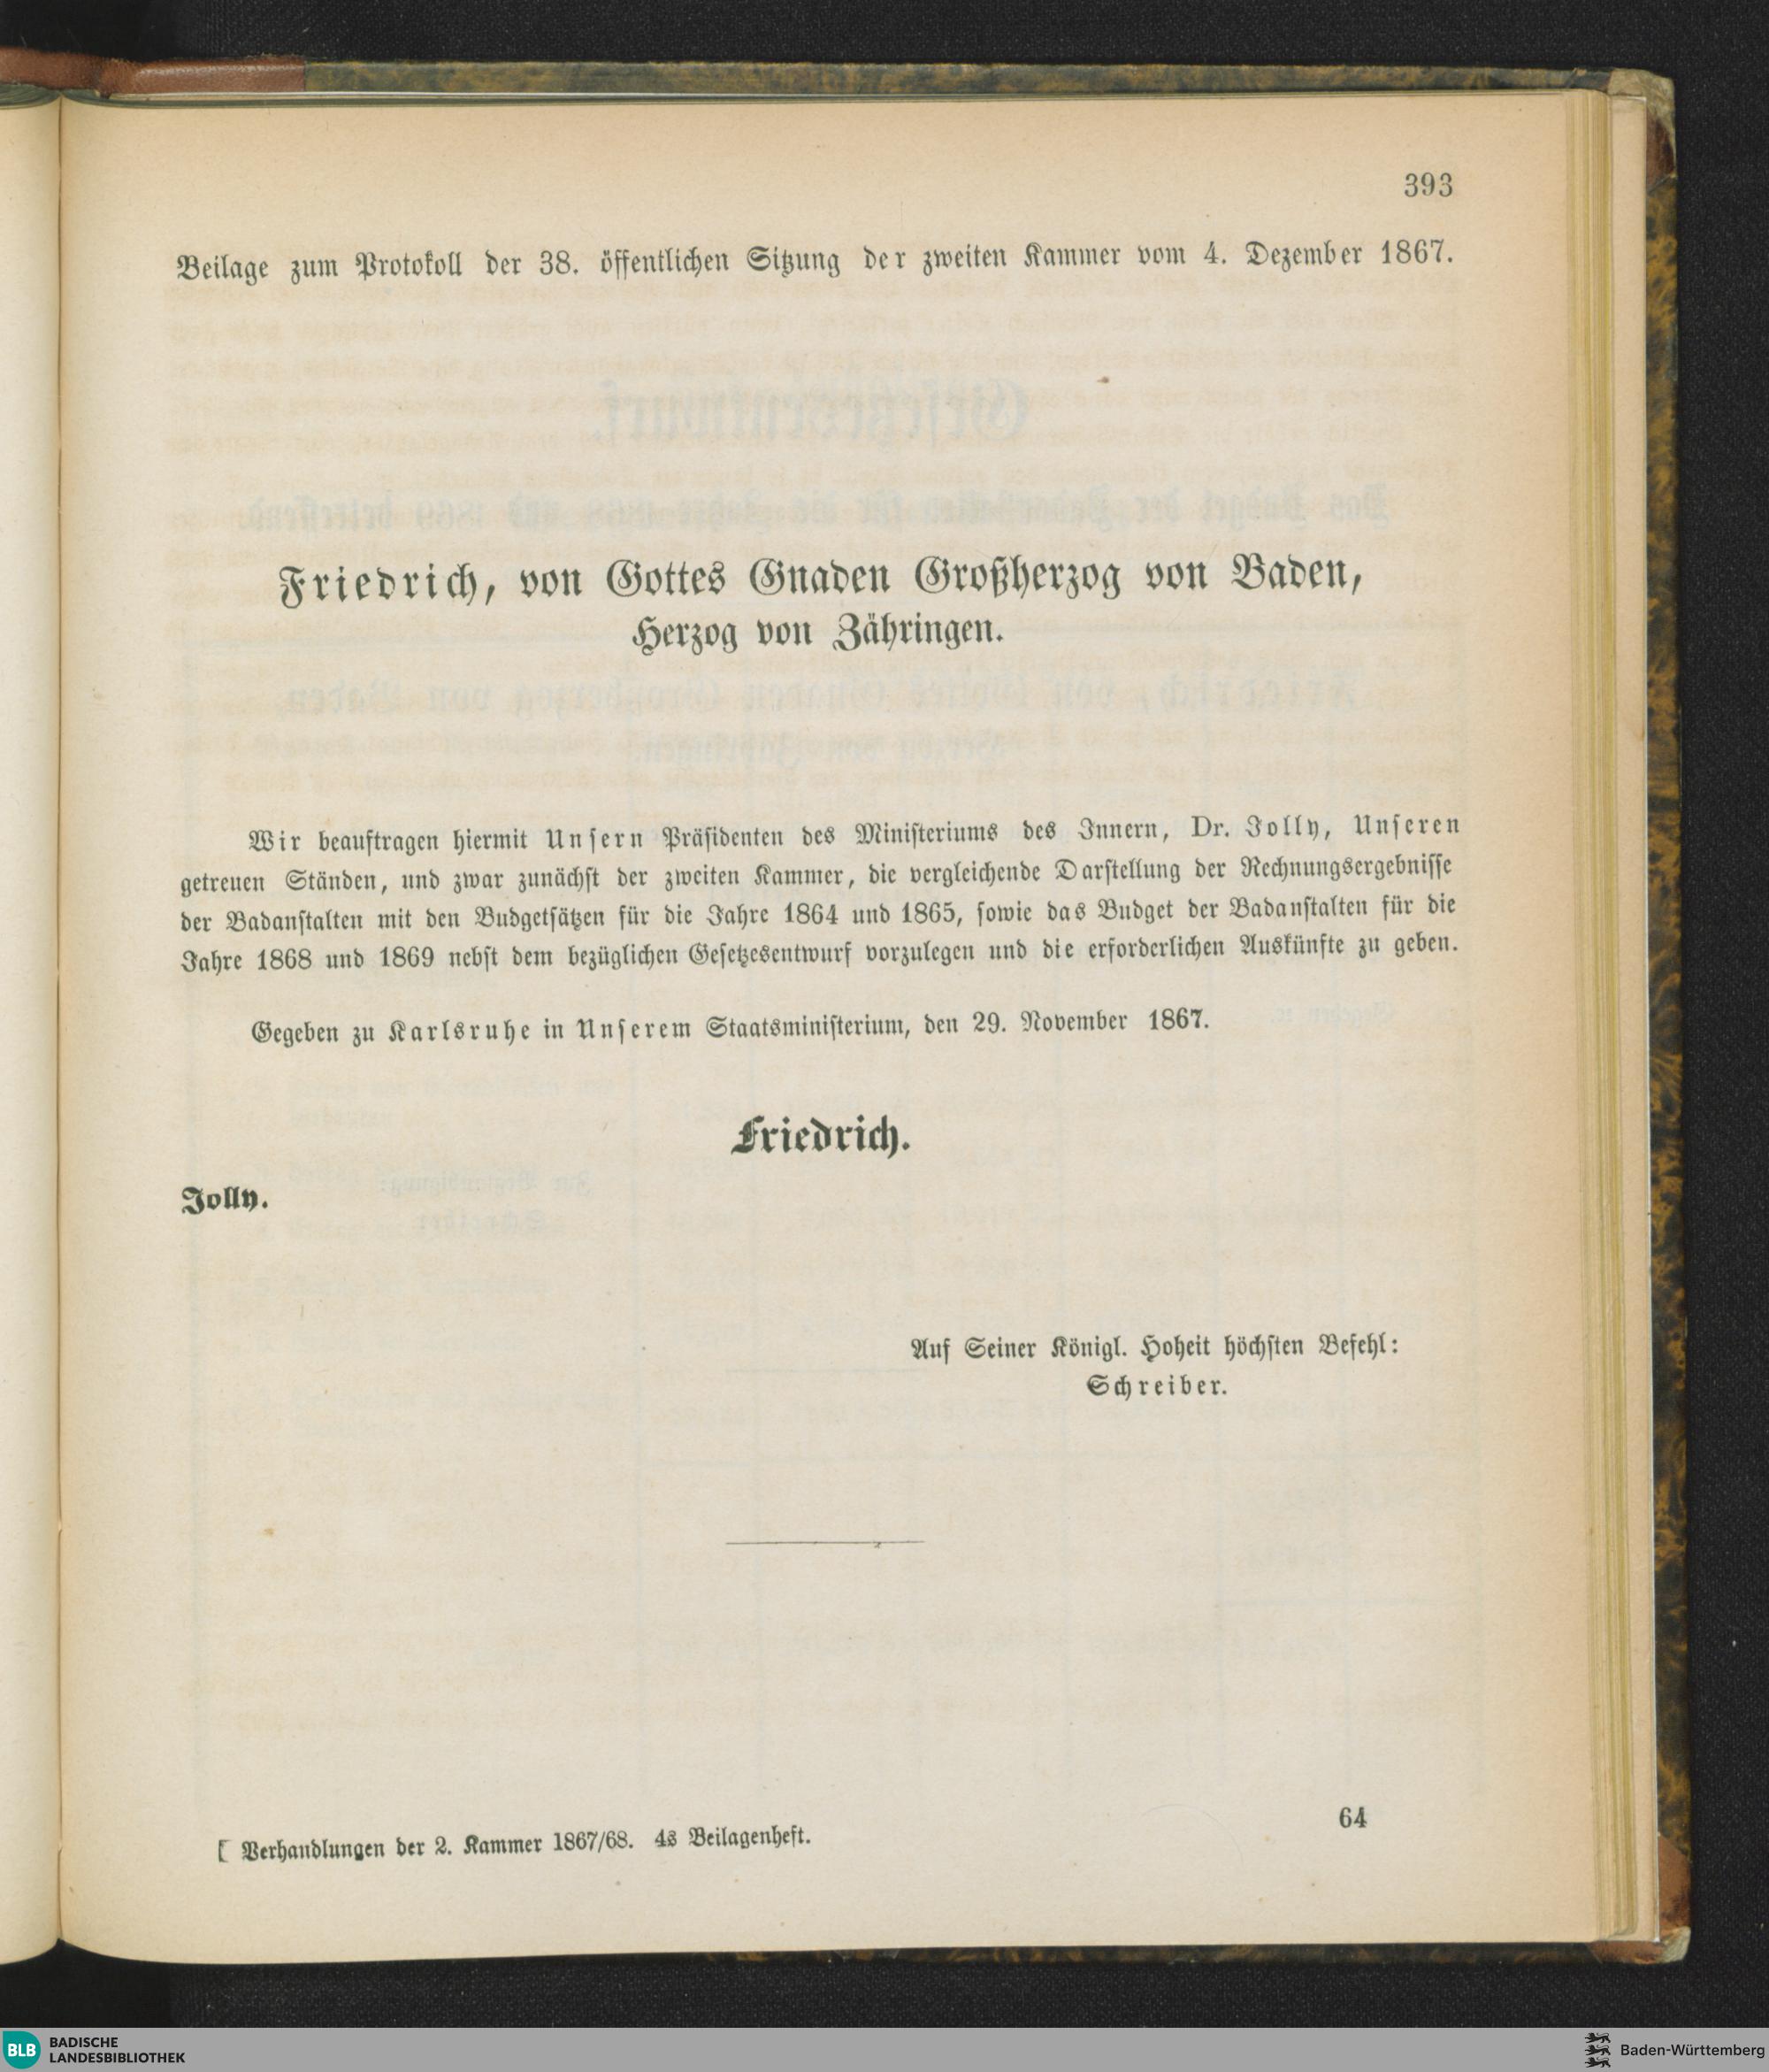 393
Beilage zum Protokoll der 38. öffentlichen Sitzung der zweiten Kammer vom 4. Dezember 1867.
Friedrich, von Gottes Gnaden Großherzog von Baden,
Herzog von Zähringen.
Wir beauftragen hiermit Unsern Präsidenten des Ministeriums des Innern, Dr. Jolly, Unseren
getreuen Ständen, und zwar zunächst der zweiten Kammer, die vergleichende Darstellung der Rechnungsergebnisse
der Badanstalten mit den Budgetsätzen für die Jahre 1864 und 1865, sowie das Budget der Badanstalten für die
Jahre 1868 und 1869 nebst dem bezüglichen Gesetzesentwurf vorzulegen und die erforderlichen Auskünfte zu geben.
Gegeben zu Karlsruhe in Unserem Staatsministerium, den 29. November 1867.
Friedrich.
Jolly.
Auf Seiner Königl. Hoheit höchsten Befehl:
Schreiber.
[ Verhandlungen der 2. Kammer 1867/68. 4s Beilagenheft.
64
BLB BADISCHE
LANDESBIBLIOTHEK
Baden-Württemberg